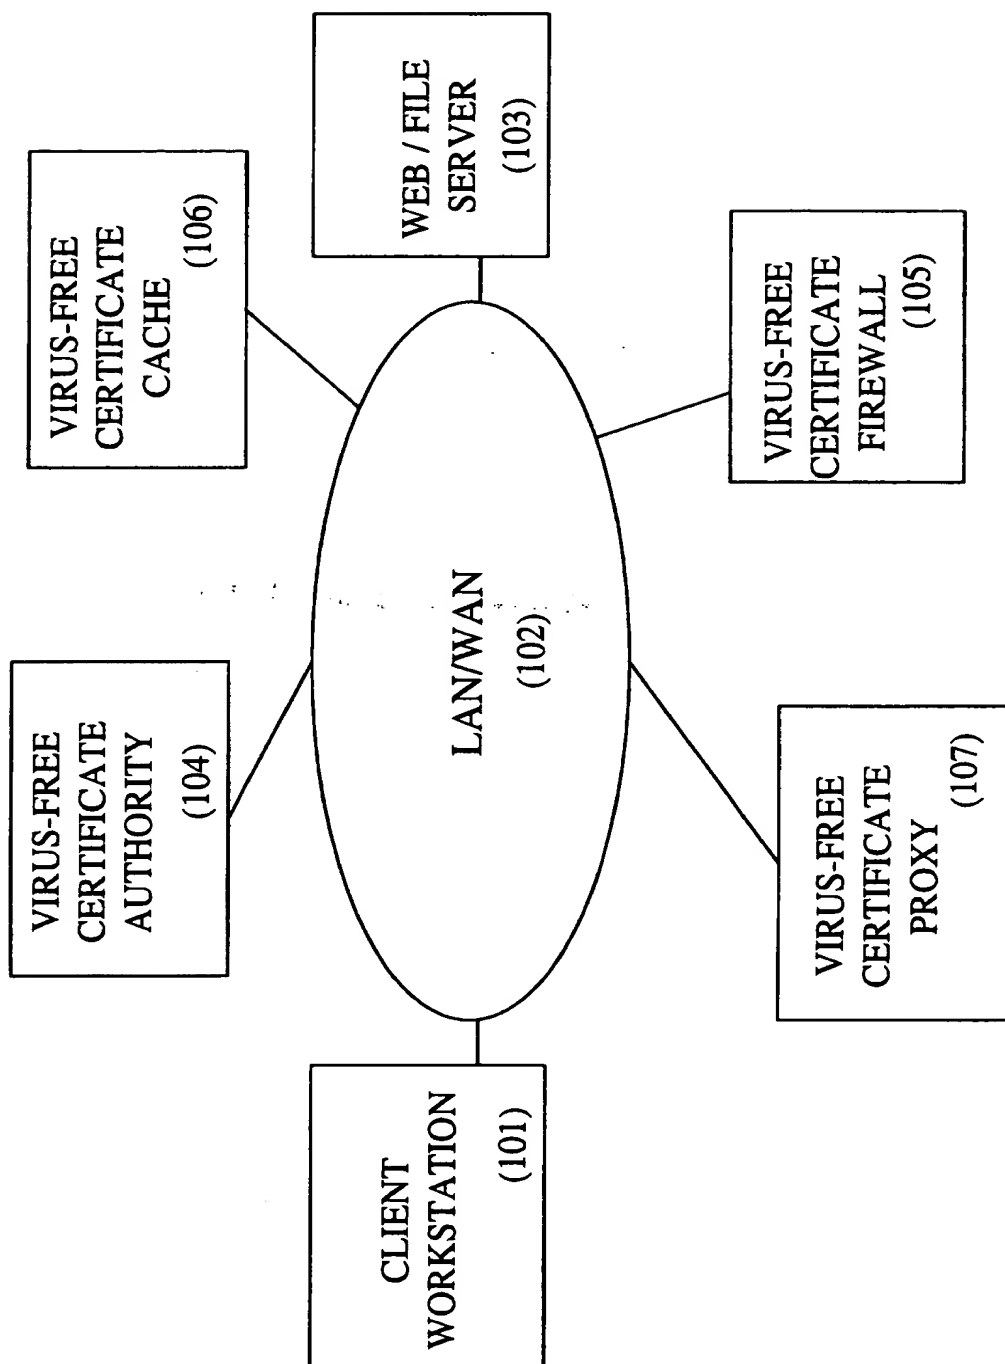 VIRUS-FREE
CERTIFICATE
AUTHORITY
(104)
VIRUS-FREE
CERTIFICATE
CACHE
(106)
CLIENT
WORKSTATION
(101)
LAN/WAN
(102)
WEB / FILE
SERVER
(103)
VIRUS-FREE
CERTIFICATE
PROXY
(107)
VIRUS-FREE
CERTIFICATE
FIREWALL
(105)